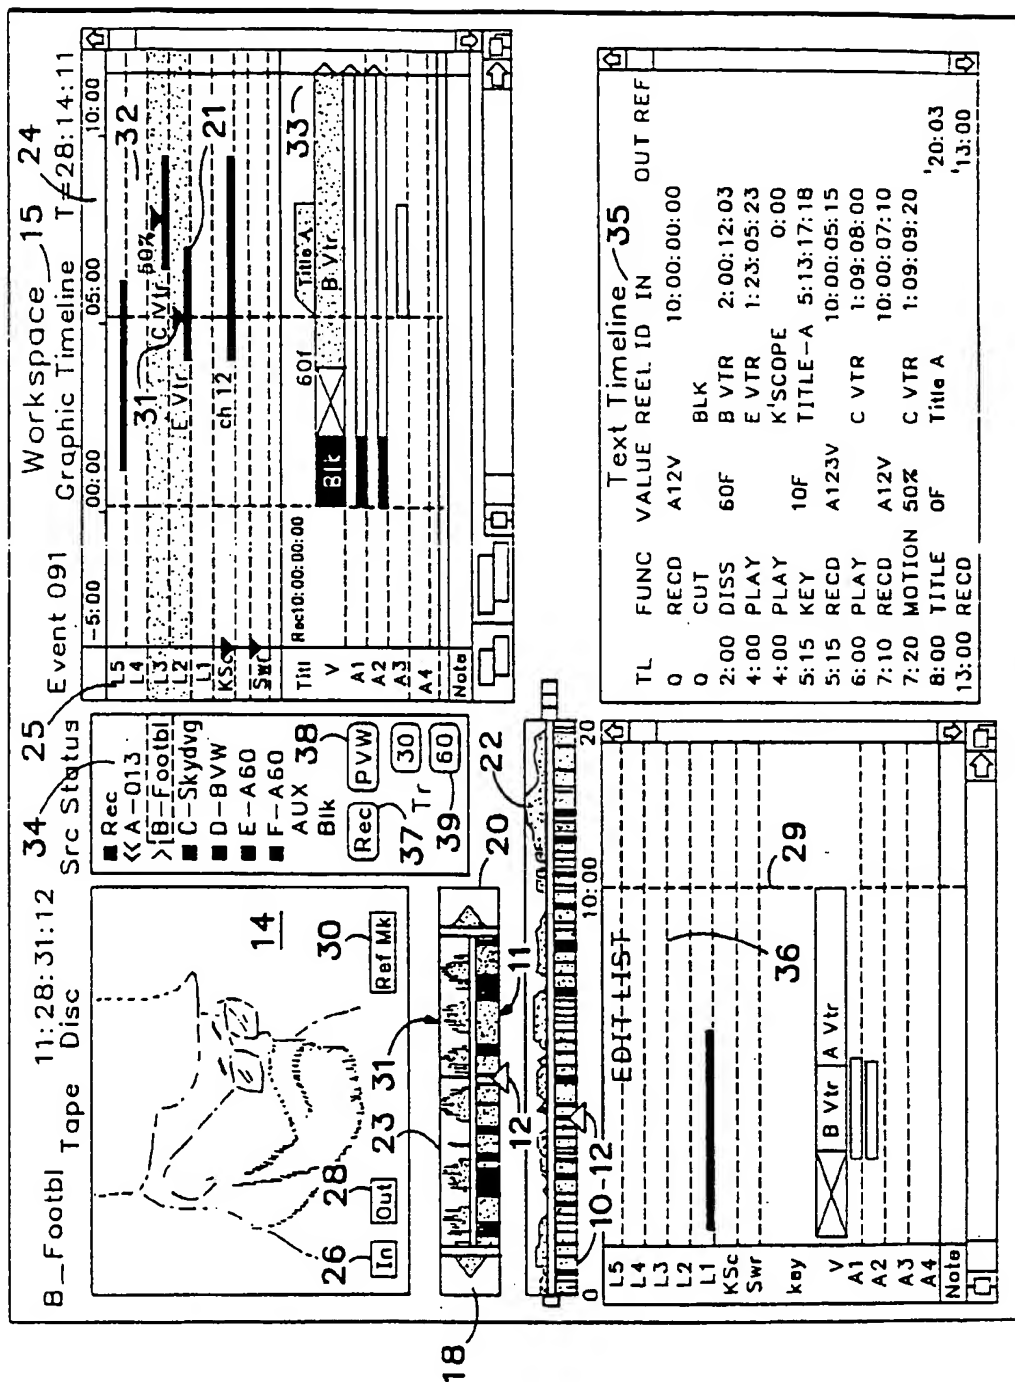 B_Footbl 11:28:31:12
Tape Disc
14
26 28 30
In Out Ref Mk
34
Src Status
Rec
<<A-013
>B-Footbl
C-Skydvg
D-BVW
E-A60
F-A60
AUX
Blk 38
Rec PVW
37 Tr 30
39 60
25
Event 091 Workspace 15 24
Graphic Timeline T=28:14:11
-5:00 00:00 05:00 10:00
L5
L4
L3
L2
L1
KSc
Swr
31 C Vtr 50% 32
E Vtr 21
ch 12
Rec10:00:00:00
Titl
V
A1
A2
A3
A4
Note
60f Title A 33
Blk B Vtr
23 31
18 12 11 20
22
10 12
0 10:00 20
EDIT LIST
L5
L4
L3
L2
L1
KSc
Swr
key
V
A1
A2
A3
A4
Note
36 29
B Vtr A Vtr
Text Timeline 35
TL FUNC VALUE REEL ID IN OUT REF
0 RECD A12V 10:00:00:00
0 CUT BLK
2:00 DISS 60F B VTR 2:00:12:03
4:00 PLAY E VTR 1:23:05:23
4:00 PLAY K'SCOPE 0:00
5:15 KEY 10F TITLE-A 5:13:17:18
5:15 RECD A123V 10:00:05:15
6:00 PLAY C VTR 1:09:08:00
7:10 RECD A12V 10:00:07:10
7:20 MOTION 50% C VTR 1:09:09:20
8:00 TITLE 0F Title A '20:03
13:00 RECD '13:00